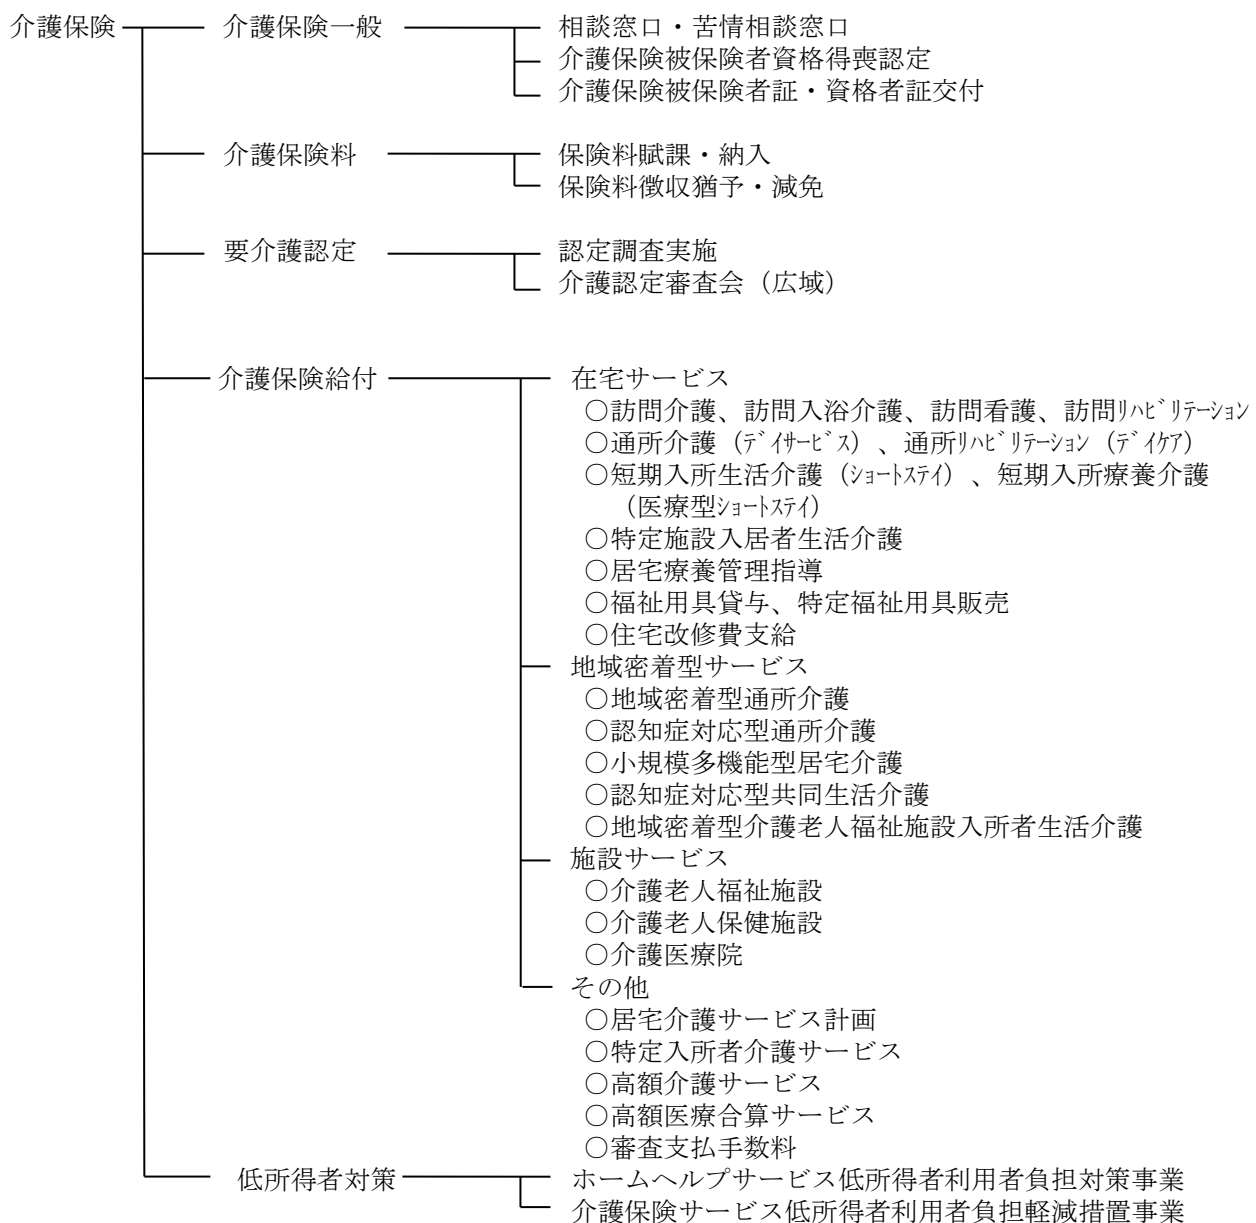 介護保険 介護保険一般 相談窓口・苦情相談窓口
介護保険被保険者資格得喪認定
介護保険被保険者証・資格者証交付
介護保険料 保険料賦課・納入
保険料徴収猶予・減免
要介護認定 認定調査実施
介護認定審査会（広域）
介護保険給付 在宅サービス
○訪問介護、訪問入浴介護、訪問看護、訪問ﾘﾊﾋﾞﾘﾃｰｼｮﾝ
○通所介護（ﾃﾞｲｻｰﾋﾞｽ）、通所ﾘﾊﾋﾞﾘﾃｰｼｮﾝ（ﾃﾞｲｹｱ）
○短期入所生活介護（ｼｮｰﾄｽﾃｲ）、短期入所療養介護
（医療型ｼｮｰﾄｽﾃｲ）
○特定施設入居者生活介護
○居宅療養管理指導
○福祉用具貸与、特定福祉用具販売
○住宅改修費支給
地域密着型サービス
○地域密着型通所介護
○認知症対応型通所介護
○小規模多機能型居宅介護
○認知症対応型共同生活介護
○地域密着型介護老人福祉施設入所者生活介護
施設サービス
○介護老人福祉施設
○介護老人保健施設
○介護医療院
その他
○居宅介護サービス計画
○特定入所者介護サービス
○高額介護サービス
○高額医療合算サービス
○審査支払手数料
低所得者対策 ホームヘルプサービス低所得者利用者負担対策事業
介護保険サービス低所得者利用者負担軽減措置事業